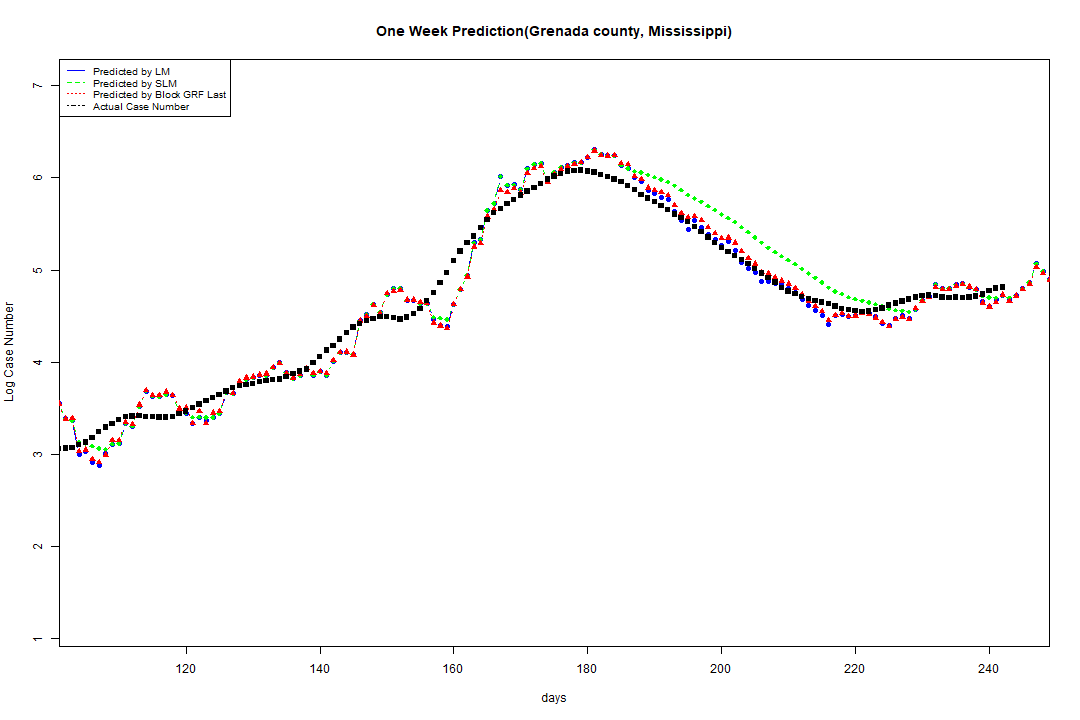 One Week Prediction(Grenada county, Mississippi)
Predicted by LM
Predicted by SLM
Predicted by Block GRF Last
Actual Case Number
7
6
5
4
3
2
1
Log Case Number
120 140 160 180 200 220 240
days